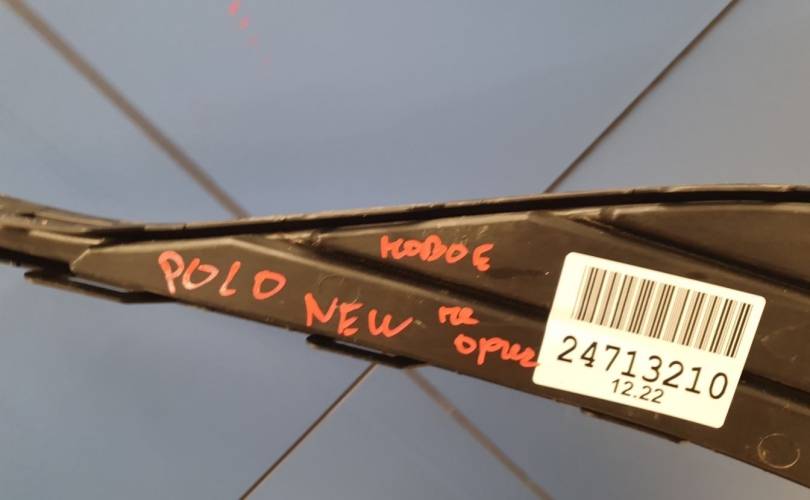 POLO NEW
новое
не
ориг
24713210
12.22